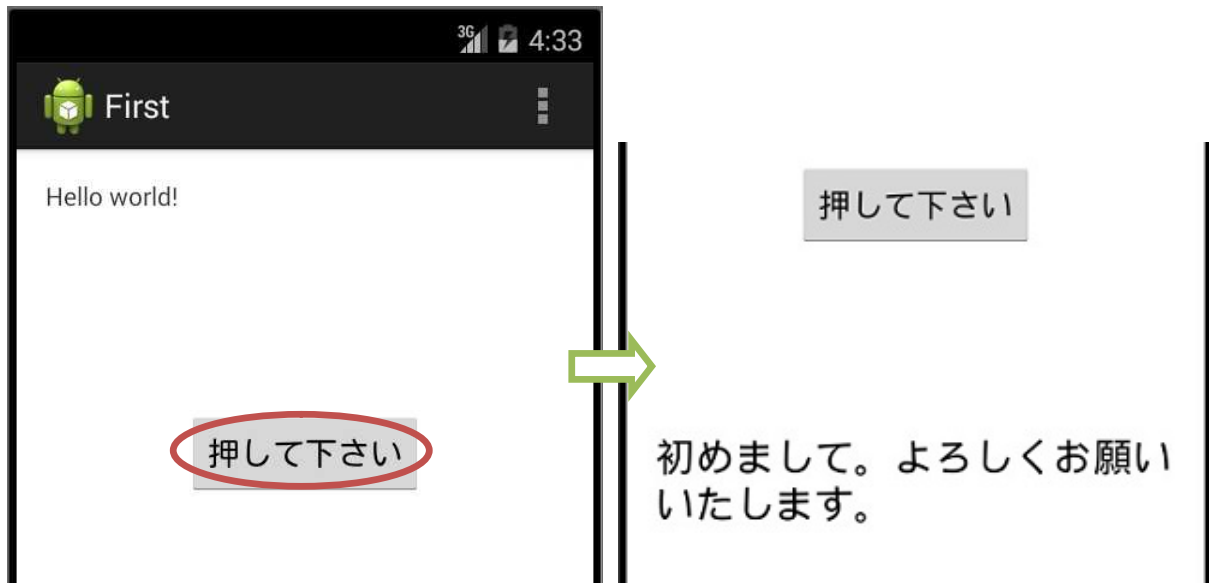 3G 4:33
First
Hello world!
押して下さい
押して下さい
初めまして。よろしくお願い
いたします。